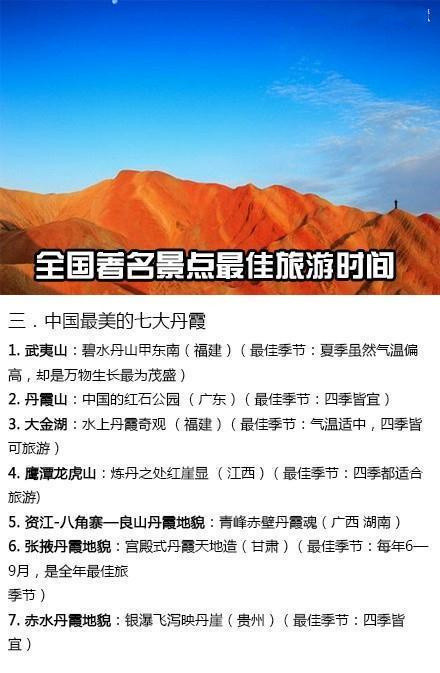 全国著名景点最佳旅游时间
三．中国最美的七大丹霞
1. 武夷山：碧水丹山甲东南（福建）（ 最佳季节：夏季虽然气温偏
高，却是万物生长最为茂盛）
2. 丹霞山：中国的红石公园 （广东）（ 最佳季节：四季皆宜 ）
3. 大金湖：水上丹霞奇观 （福建）（ 最佳季节：气温适中，四季皆
可旅游 ）
4. 鹰潭龙虎山：炼丹之处红崖显 （ 江西）（ 最佳季节：四季都适合
旅游)
5. 资江-八角寨—良山丹霞地貌：青峰赤壁丹霞魂（ 广西 湖南 ）
6. 张掖丹霞地貌：宫殿式丹霞天地造（ 甘肃 ）（ 最佳季节：每年6—
9月，是全年最佳旅
季节 ）
7. 赤水丹霞地貌：银瀑飞泻映丹崖（ 贵州 ）（ 最佳季节：四季皆
宜 ）